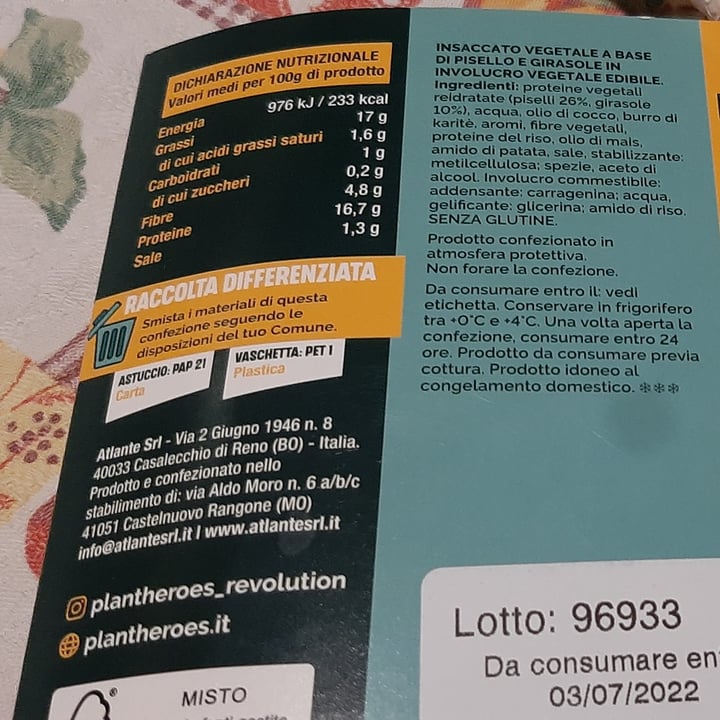 DICHIARAZIONE NUTRIZIONALE
Valori medi per 100g di prodotto
Energia 976 kJ / 233 kcal
Grassi 17 g
di cui acidi grassi saturi 1,6 g
Carboidrati 1 g
di cui zuccheri 0,2 g
Fibre 4,8 g
Proteine 16,7 g
Sale 1,3 g
RACCOLTA DIFFERENZIATA
Smista i materiali di questa
confezione seguendo le
disposizioni del tuo Comune.
ASTUCCIO: PAP 21
Carta
VASCHETTA: PET 1
Plastica
Atlante Srl - Via 2 Giugno 1946 n. 8
40033 Casalecchio di Reno (BO) - Italia.
Prodotto e confezionato nello
stabilimento di: via Aldo Moro n. 6 a/b/c
41051 Castelnuovo Rangone (MO)
info@atlantesrl.it | www.atlantesrl.it
plantheroes_revolution
plantheroes.it
MISTO
INSACCATO VEGETALE A BASE
DI PISELLO E GIRASOLE IN
INVOLUCRO VEGETALE EDIBILE.
Ingredienti: proteine vegetali
reidratate (piselli 26%, girasole
10%), acqua, olio di cocco, burro di
karitè, aromi, fibre vegetali,
proteine del riso, olio di mais,
amido di patata, sale, stabilizzante:
metilcellulosa; spezie, aceto di
alcool. Involucro commestibile:
addensante: carragenina; acqua,
gelificante: glicerina; amido di riso.
SENZA GLUTINE.
Prodotto confezionato in
atmosfera protettiva.
Non forare la confezione.
Da consumare entro il: vedi
etichetta. Conservare in frigorifero
tra +0°C e +4°C. Una volta aperta la
confezione, consumare entro 24
ore. Prodotto da consumare previa
cottura. Prodotto idoneo al
congelamento domestico. ❄❄❄
Lotto: 96933
Da consumare en
03/07/2022